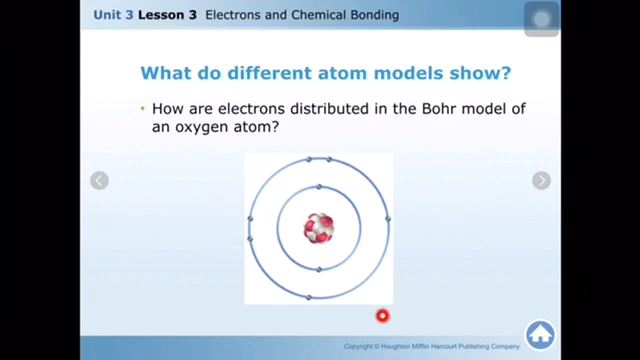 Unit 3 Lesson 3 Electrons and Chemical Bonding
What do different atom models show?
• How are electrons distributed in the Bohr model of
an oxygen atom?
Copyright © Houghton Mifflin Harcourt Publishing Company